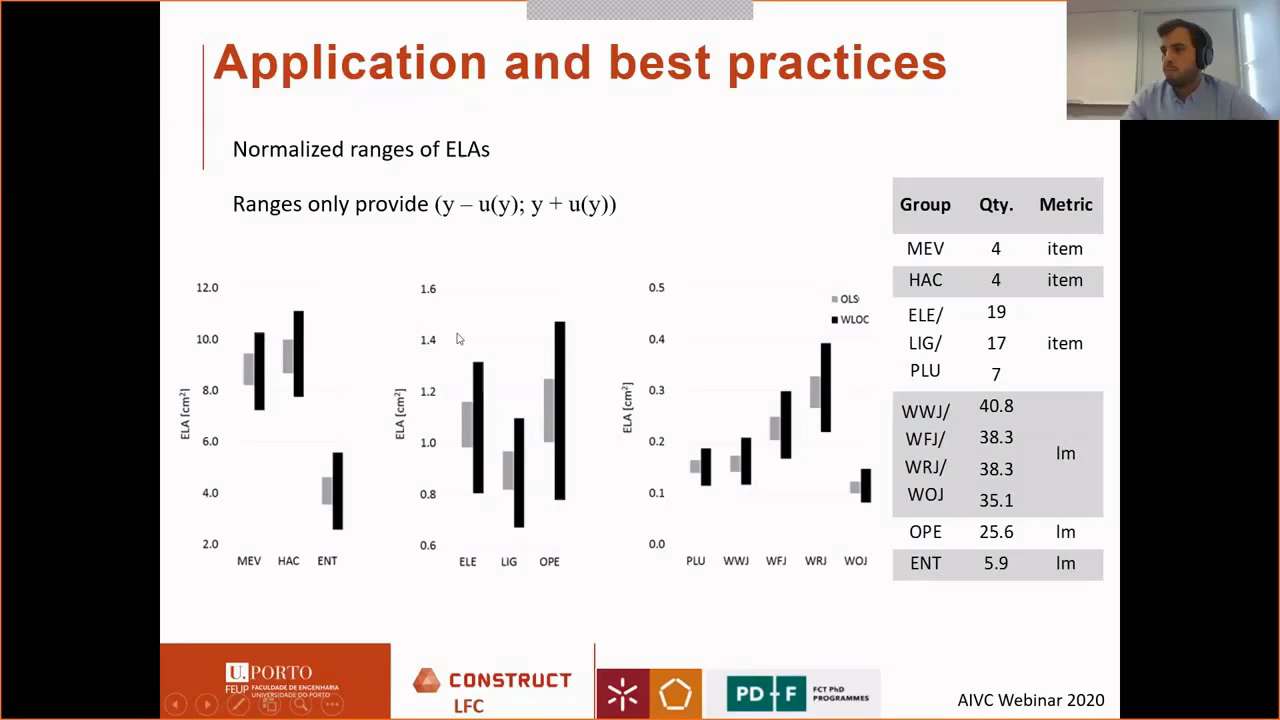 Application and best practices
Normalized ranges of ELAs
Ranges only provide (y – u(y); y + u(y))
12.0
10.0
8.0
6.0
4.0
2.0
ELA [cm²]
MEV HAC ENT
1.6
1.4
1.2
1.0
0.8
0.6
ELA [cm²]
ELE LIG OPE
0.5
0.4
0.3
0.2
0.1
0.0
ELA [cm²]
OLS
WLOC
PLU WWJ WFJ WRJ WOJ
Group Qty. Metric
MEV 4 item
HAC 4 item
ELE/ 19
LIG/ 17 item
PLU 7
WWJ/ 40.8
WFJ/ 38.3
WRJ/ 38.3 lm
WOJ 35.1
OPE 25.6 lm
ENT 5.9 lm
U. PORTO
FEUP FACULDADE DE ENGENHARIA
UNIVERSIDADE DO PORTO
CONSTRUCT
LFC
PD+F
FCT PhD
PROGRAMMES
AIVC Webinar 2020